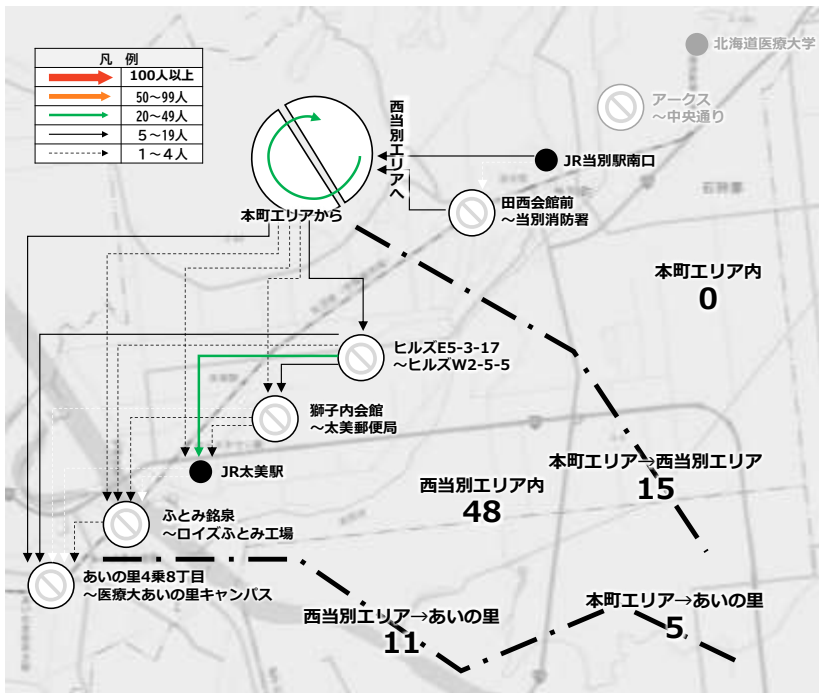 凡 例
100人以上
50～99人
20～49人
5～19人
1～4人
北海道医療大学
アークス
～中央通り
西当別エリアへ
JR当別駅南口
田西会館前
～当別消防署
本町エリアから
本町エリア内
0
ヒルズE5-3-17
～ヒルズW2-5-5
獅子内会館
～太美郵便局
本町エリア→西当別エリア
15
JR太美駅
西当別エリア内
48
ふとみ銘泉
～ロイズふとみ工場
あいの里4乗8丁目
～医療大あいの里キャンパス
本町エリア→あいの里
5
西当別エリア→あいの里
11